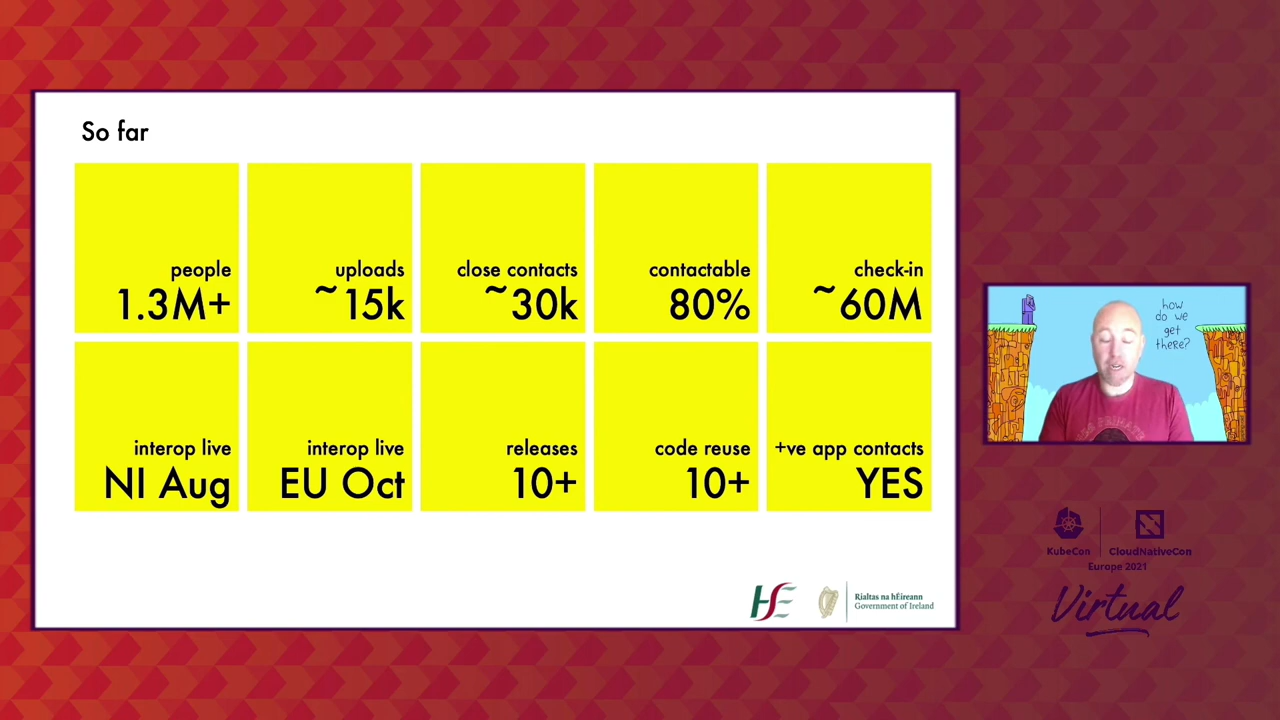 So far
people
1.3M+
uploads
~15k
close contacts
~30k
contactable
80%
check-in
~60M
interop live
NI Aug
interop live
EU Oct
releases
10+
code reuse
10+
+ve app contacts
YES
HSE
Rialtas na hÉireann
Government of Ireland
how
do we
get
there?
KubeCon
CloudNativeCon
Europe 2021
Virtual